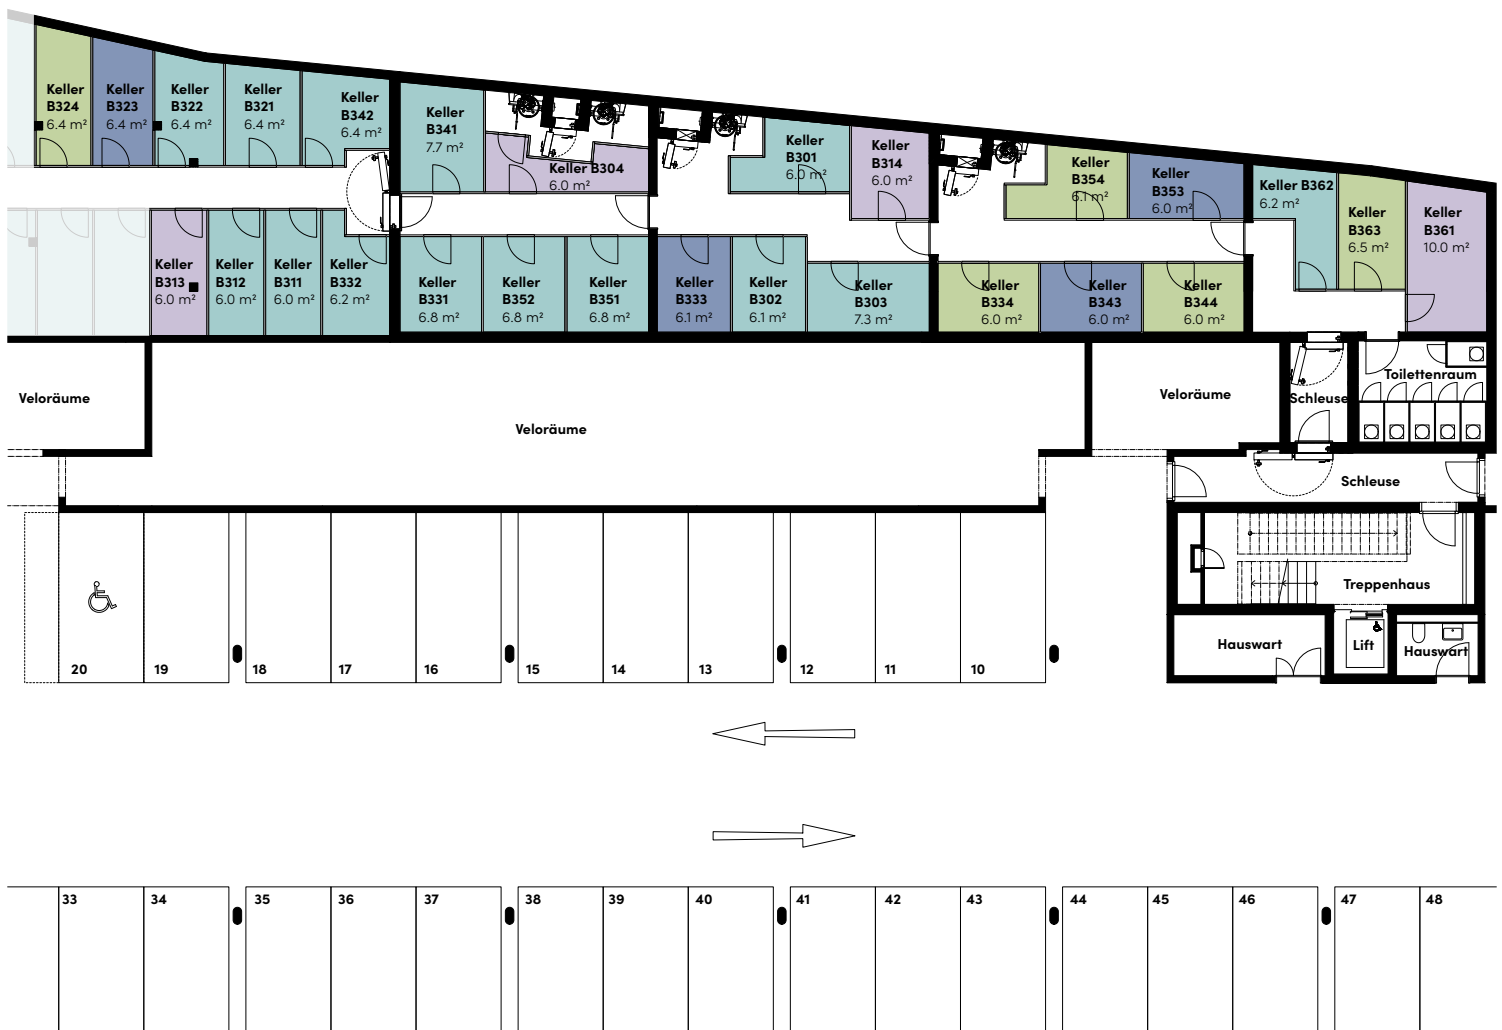 Keller
B324
6.4 m²
Keller
B323
6.4 m²
Keller
B322
6.4 m²
Keller
B321
6.4 m²
Keller
B342
6.4 m²
Keller
B341
7.7 m²
Keller B304
6.0 m²
Keller
B301
6.0 m²
Keller
B314
6.0 m²
Keller
B354
6.1 m²
Keller
B353
6.0 m²
Keller B362
6.2 m²
Keller
B363
6.5 m²
Keller
B361
10.0 m²
Keller
B313
6.0 m²
Keller
B312
6.0 m²
Keller
B311
6.0 m²
Keller
B332
6.2 m²
Keller
B331
6.8 m²
Keller
B352
6.8 m²
Keller
B351
6.8 m²
Keller
B333
6.1 m²
Keller
B302
6.1 m²
Keller
B303
7.3 m²
Keller
B334
6.0 m²
Keller
B343
6.0 m²
Keller
B344
6.0 m²
Veloräume
Veloräume
Veloräume
Schleuse
Toilettenraum
Schleuse
Treppenhaus
Hauswart
Lift
Hauswart
20
19
18
17
16
15
14
13
12
11
10
33
34
35
36
37
38
39
40
41
42
43
44
45
46
47
48